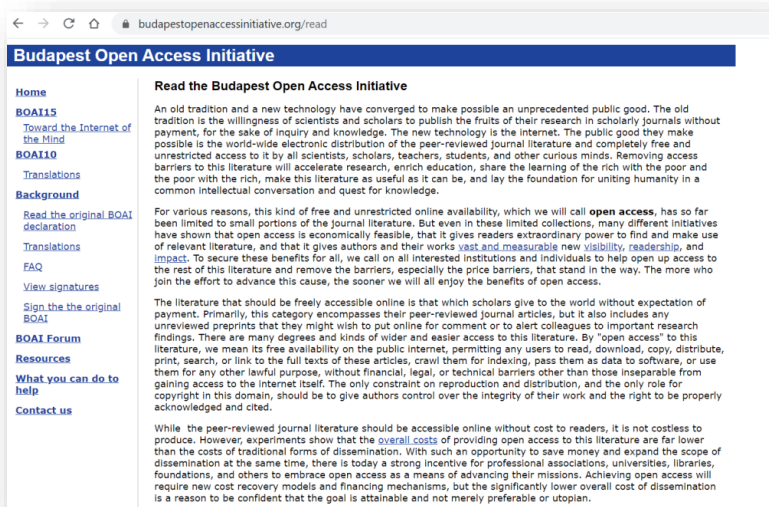 budapestopenaccessinitiative.org/read
Budapest Open Access Initiative
Home
BOAI15
Toward the Internet of
the Mind
BOAI10
Translations
Background
Read the original BOAI
declaration
Translations
FAQ
View signatures
Sign the the original
BOAI
BOAI Forum
Resources
What you can do to
help
Contact us
Read the Budapest Open Access Initiative
An old tradition and a new technology have converged to make possible an unprecedented public good. The old
tradition is the willingness of scientists and scholars to publish the fruits of their research in scholarly journals without
payment, for the sake of inquiry and knowledge. The new technology is the internet. The public good they make
possible is the world-wide electronic distribution of the peer-reviewed journal literature and completely free and
unrestricted access to it by all scientists, scholars, teachers, students, and other curious minds. Removing access
barriers to this literature will accelerate research, enrich education, share the learning of the rich with the poor and
the poor with the rich, make this literature as useful as it can be, and lay the foundation for uniting humanity in a
common intellectual conversation and quest for knowledge.
For various reasons, this kind of free and unrestricted online availability, which we will call open access, has so far
been limited to small portions of the journal literature. But even in these limited collections, many different initiatives
have shown that open access is economically feasible, that it gives readers extraordinary power to find and make use
of relevant literature, and that it gives authors and their works vast and measurable new visibility, readership, and
impact. To secure these benefits for all, we call on all interested institutions and individuals to help open up access to
the rest of this literature and remove the barriers, especially the price barriers, that stand in the way. The more who
join the effort to advance this cause, the sooner we will all enjoy the benefits of open access.
The literature that should be freely accessible online is that which scholars give to the world without expectation of
payment. Primarily, this category encompasses their peer-reviewed journal articles, but it also includes any
unreviewed preprints that they might wish to put online for comment or to alert colleagues to important research
findings. There are many degrees and kinds of wider and easier access to this literature. By "open access" to this
literature, we mean its free availability on the public internet, permitting any users to read, download, copy, distribute,
print, search, or link to the full texts of these articles, crawl them for indexing, pass them as data to software, or use
them for any other lawful purpose, without financial, legal, or technical barriers other than those inseparable from
gaining access to the internet itself. The only constraint on reproduction and distribution, and the only role for
copyright in this domain, should be to give authors control over the integrity of their work and the right to be properly
acknowledged and cited.
While the peer-reviewed journal literature should be accessible online without cost to readers, it is not costless to
produce. However, experiments show that the overall costs of providing open access to this literature are far lower
than the costs of traditional forms of dissemination. With such an opportunity to save money and expand the scope of
dissemination at the same time, there is today a strong incentive for professional associations, universities, libraries,
foundations, and others to embrace open access as a means of advancing their missions. Achieving open access will
require new cost recovery models and financing mechanisms, but the significantly lower overall cost of dissemination
is a reason to be confident that the goal is attainable and not merely preferable or utopian.